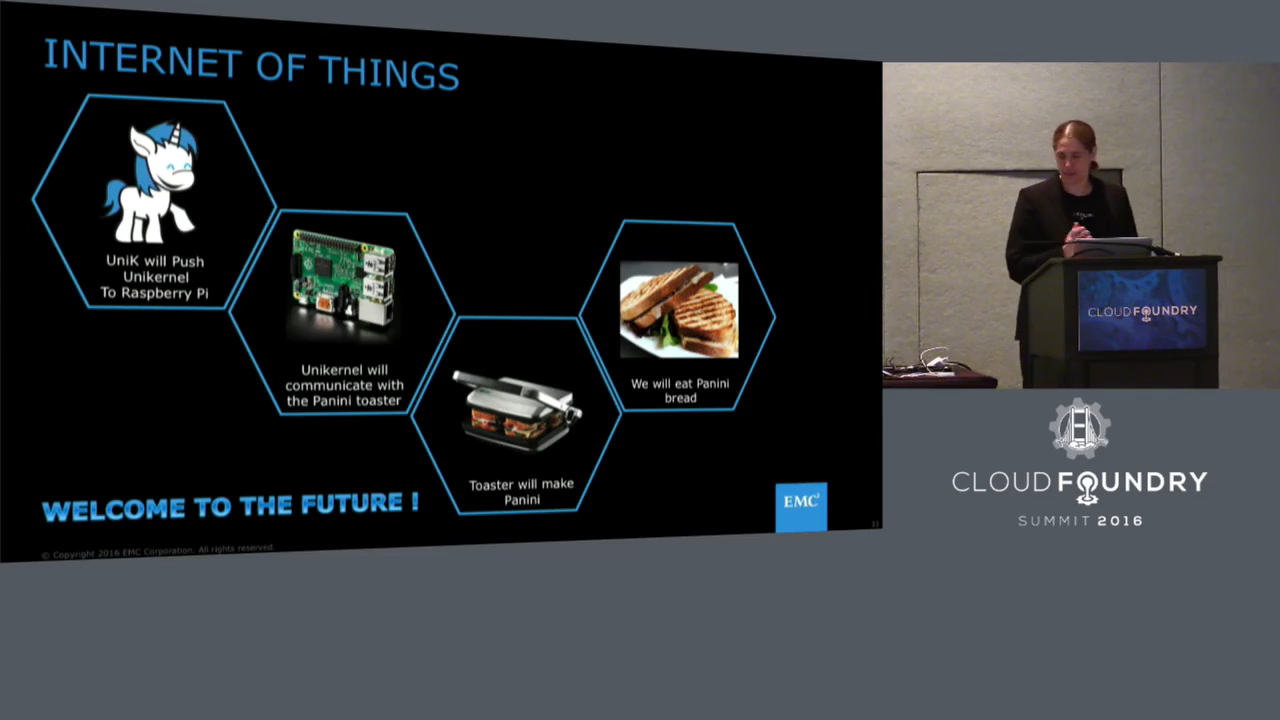 INTERNET OF THINGS
UniK will Push
Unikernel
To Raspberry Pi
Unikernel will
communicate with
the Panini toaster
Toaster will make
Panini
We will eat Panini
bread
WELCOME TO THE FUTURE !
EMC²
33
© Copyright 2016 EMC Corporation. All rights reserved.
CLOUD FOUNDRY
CLOUD FOUNDRY
SUMMIT 2016